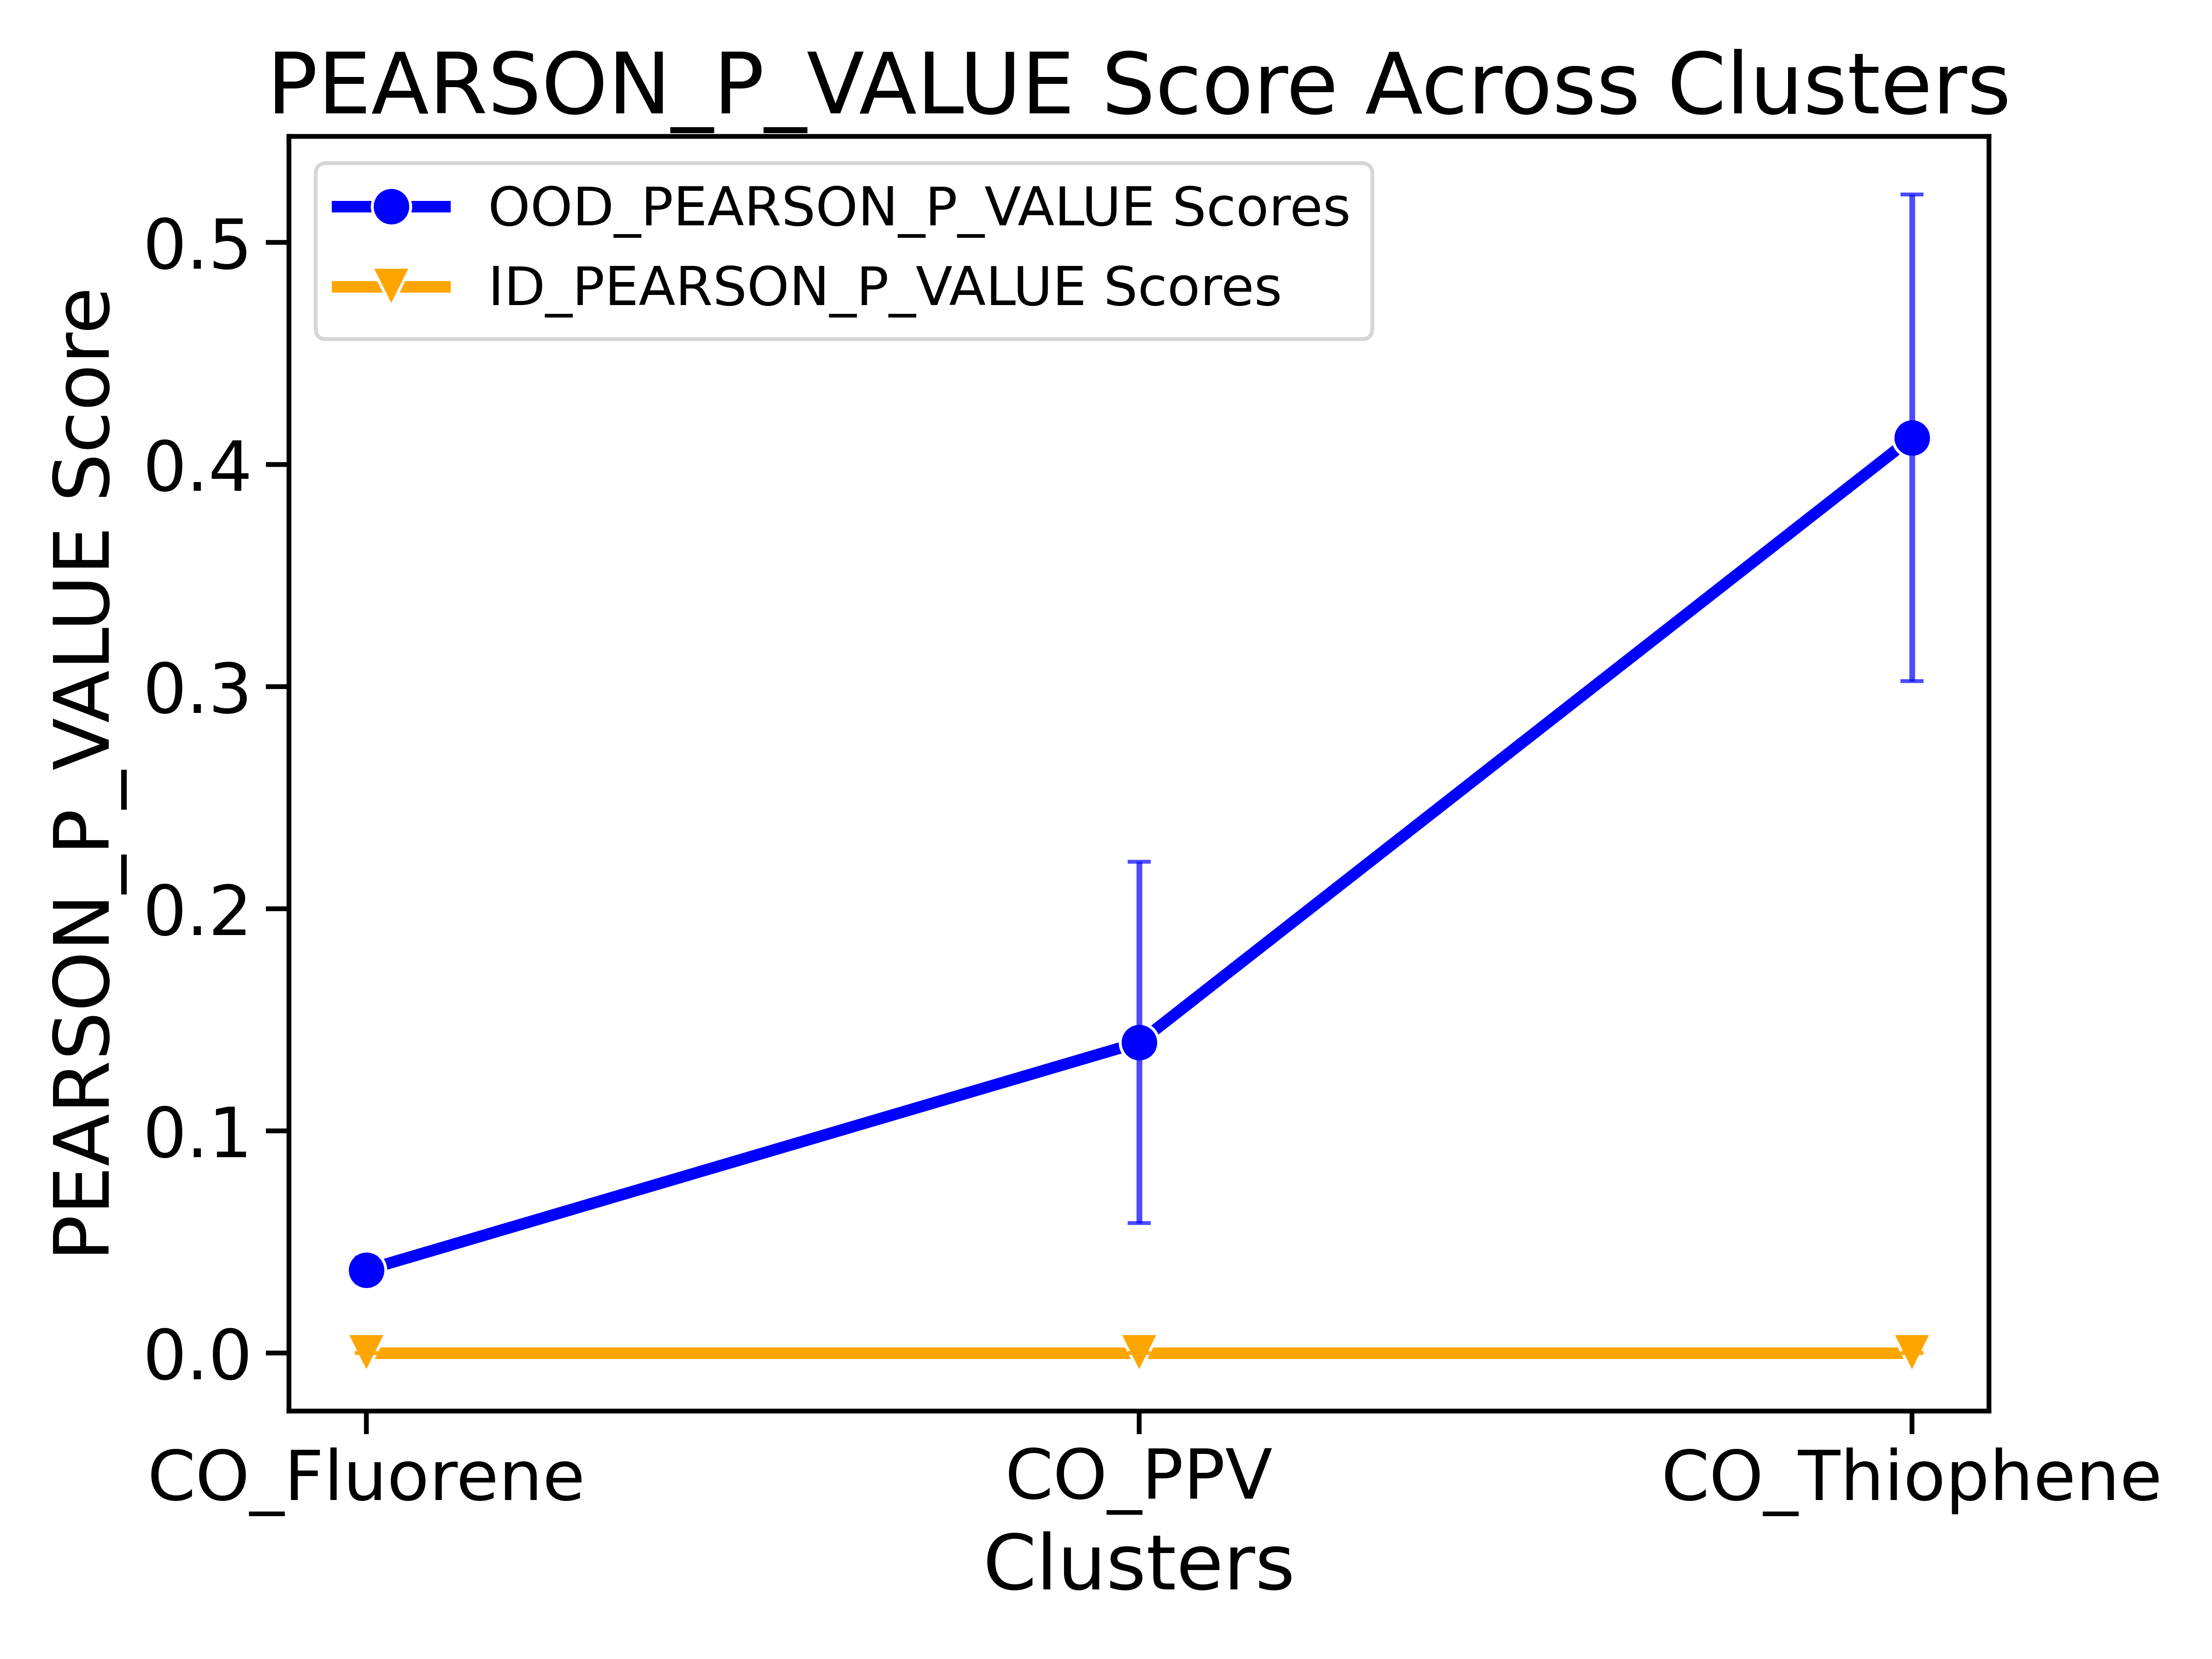 PEARSON_P_VALUE Score Across Clusters
OOD_PEARSON_P_VALUE Scores
ID_PEARSON_P_VALUE Scores
PEARSON_P_VALUE Score
0.5
0.4
0.3
0.2
0.1
0.0
CO_Fluorene
CO_PPV
CO_Thiophene
Clusters